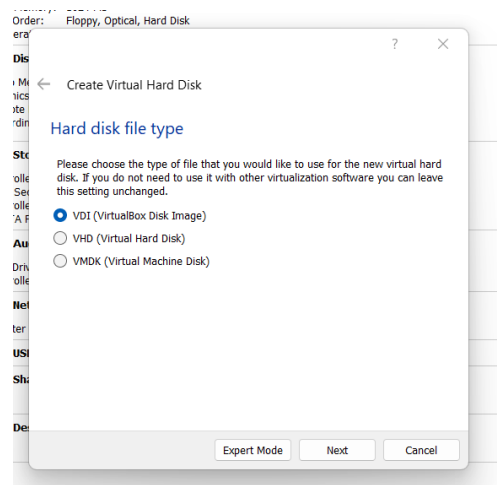 Order: Floppy, Optical, Hard Disk
?
Create Virtual Hard Disk
Hard disk file type
Please choose the type of file that you would like to use for the new virtual hard
disk. If you do not need to use it with other virtualization software you can leave
this setting unchanged.
VDI (VirtualBox Disk Image)
VHD (Virtual Hard Disk)
VMDK (Virtual Machine Disk)
Expert Mode Next Cancel